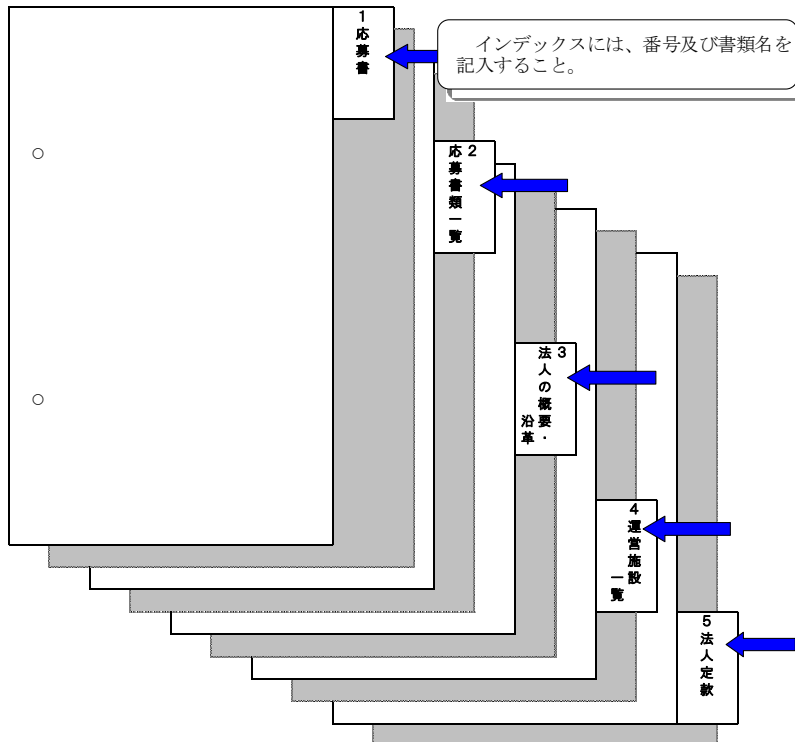 1応募書
インデックスには、番号及び書類名を
記入すること。
2
応募書類一覧
3
法人の概要・
沿革
4
運営施設
一覧
5法人定款